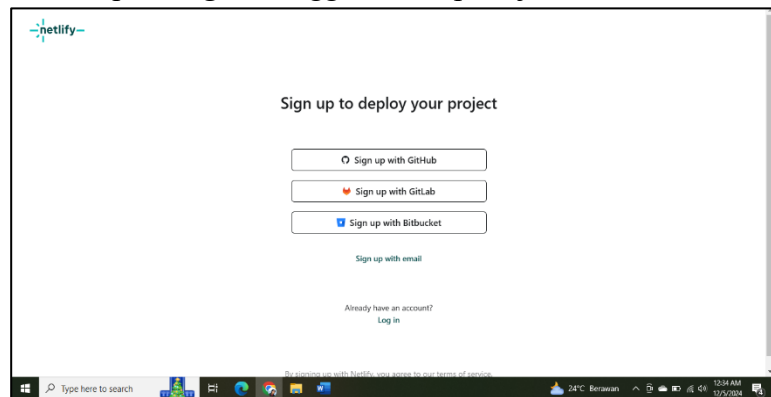 netlify
Sign up to deploy your project
Sign up with GitHub
Sign up with GitLab
Sign up with Bitbucket
Sign up with email
Already have an account?
Log in
By signing up with Netlify, you agree to our terms of service.
Type here to search
24°C Berawan
12:34 AM
12/5/2024